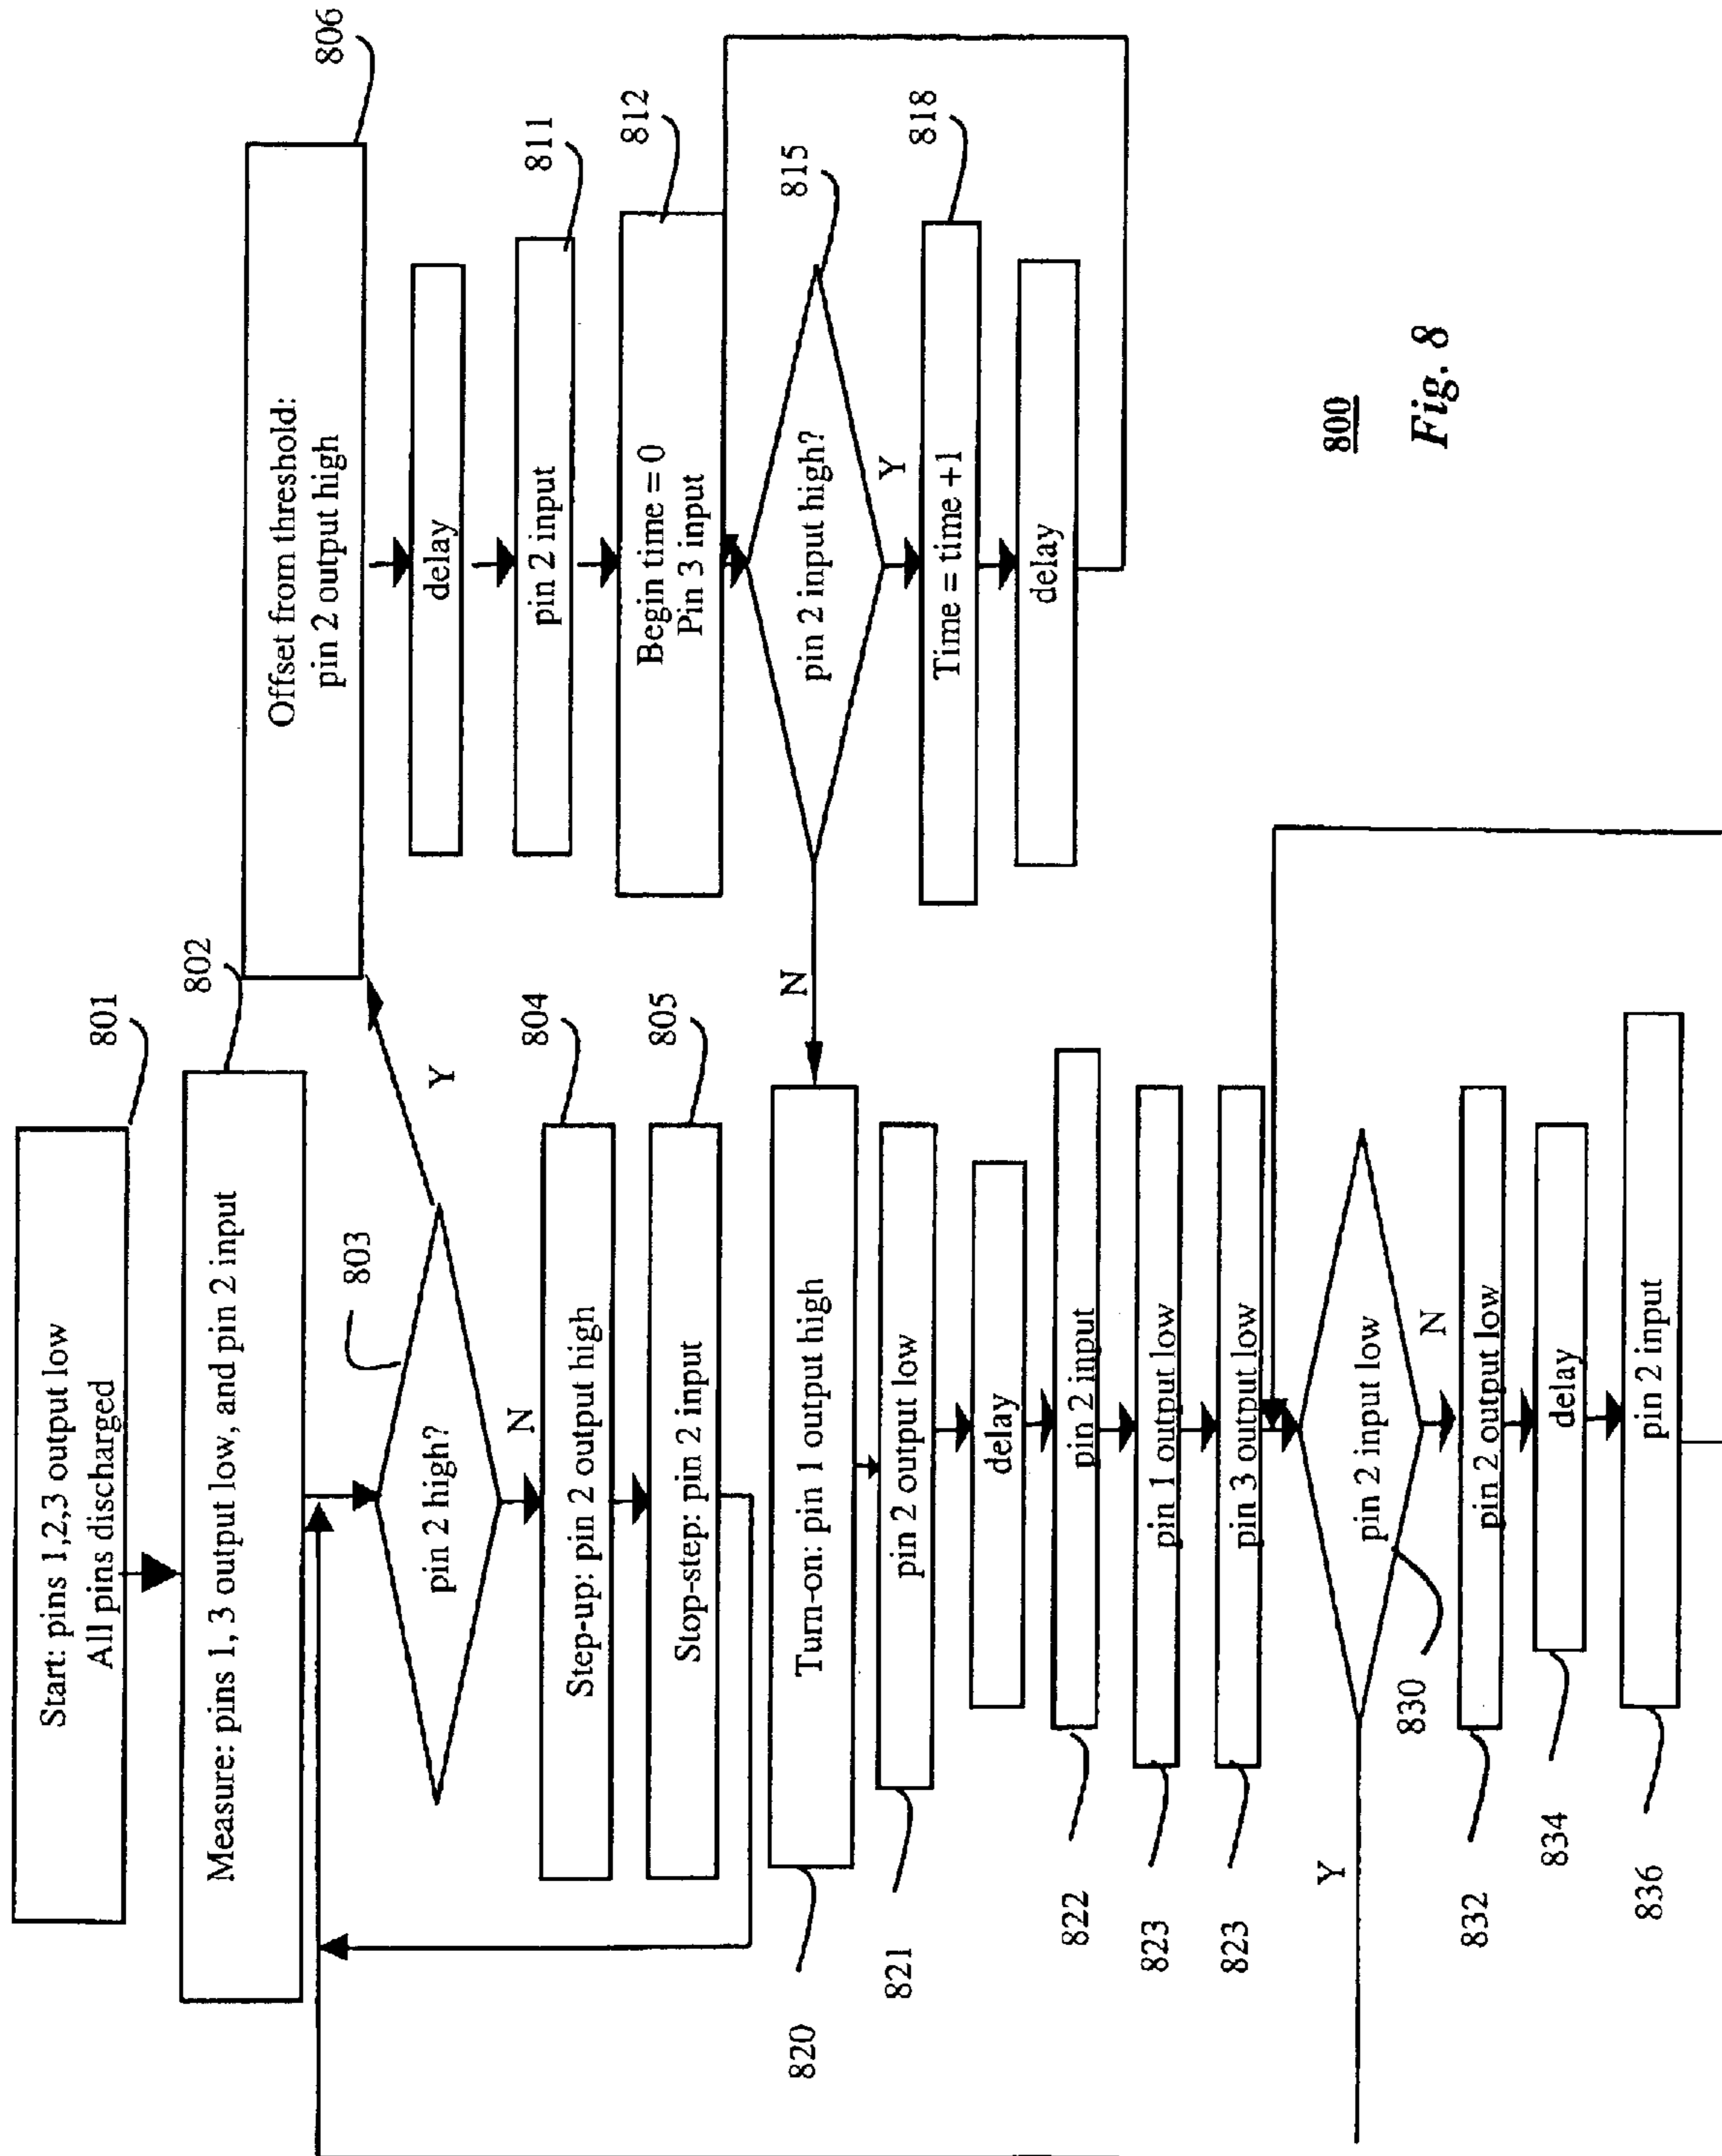 Start: pins 1,2,3 output low
All pins discharged
801
Measure: pins 1, 3 output low, and pin 2 input
802
pin 2 high?
803
Y
N
Step-up: pin 2 output high
804
Stop-step: pin 2 input
805
Offset from threshold:
pin 2 output high
806
delay
pin 2 input
811
Begin time = 0
Pin 3 input
812
pin 2 input high?
815
Y
N
Time = time +1
818
delay
Turn-on: pin 1 output high
820
pin 2 output low
821
delay
pin 2 input
822
pin 1 output low
823
pin 3 output low
823
pin 2 input low
830
Y
N
pin 2 output low
832
delay
834
pin 2 input
836
800
Fig. 8